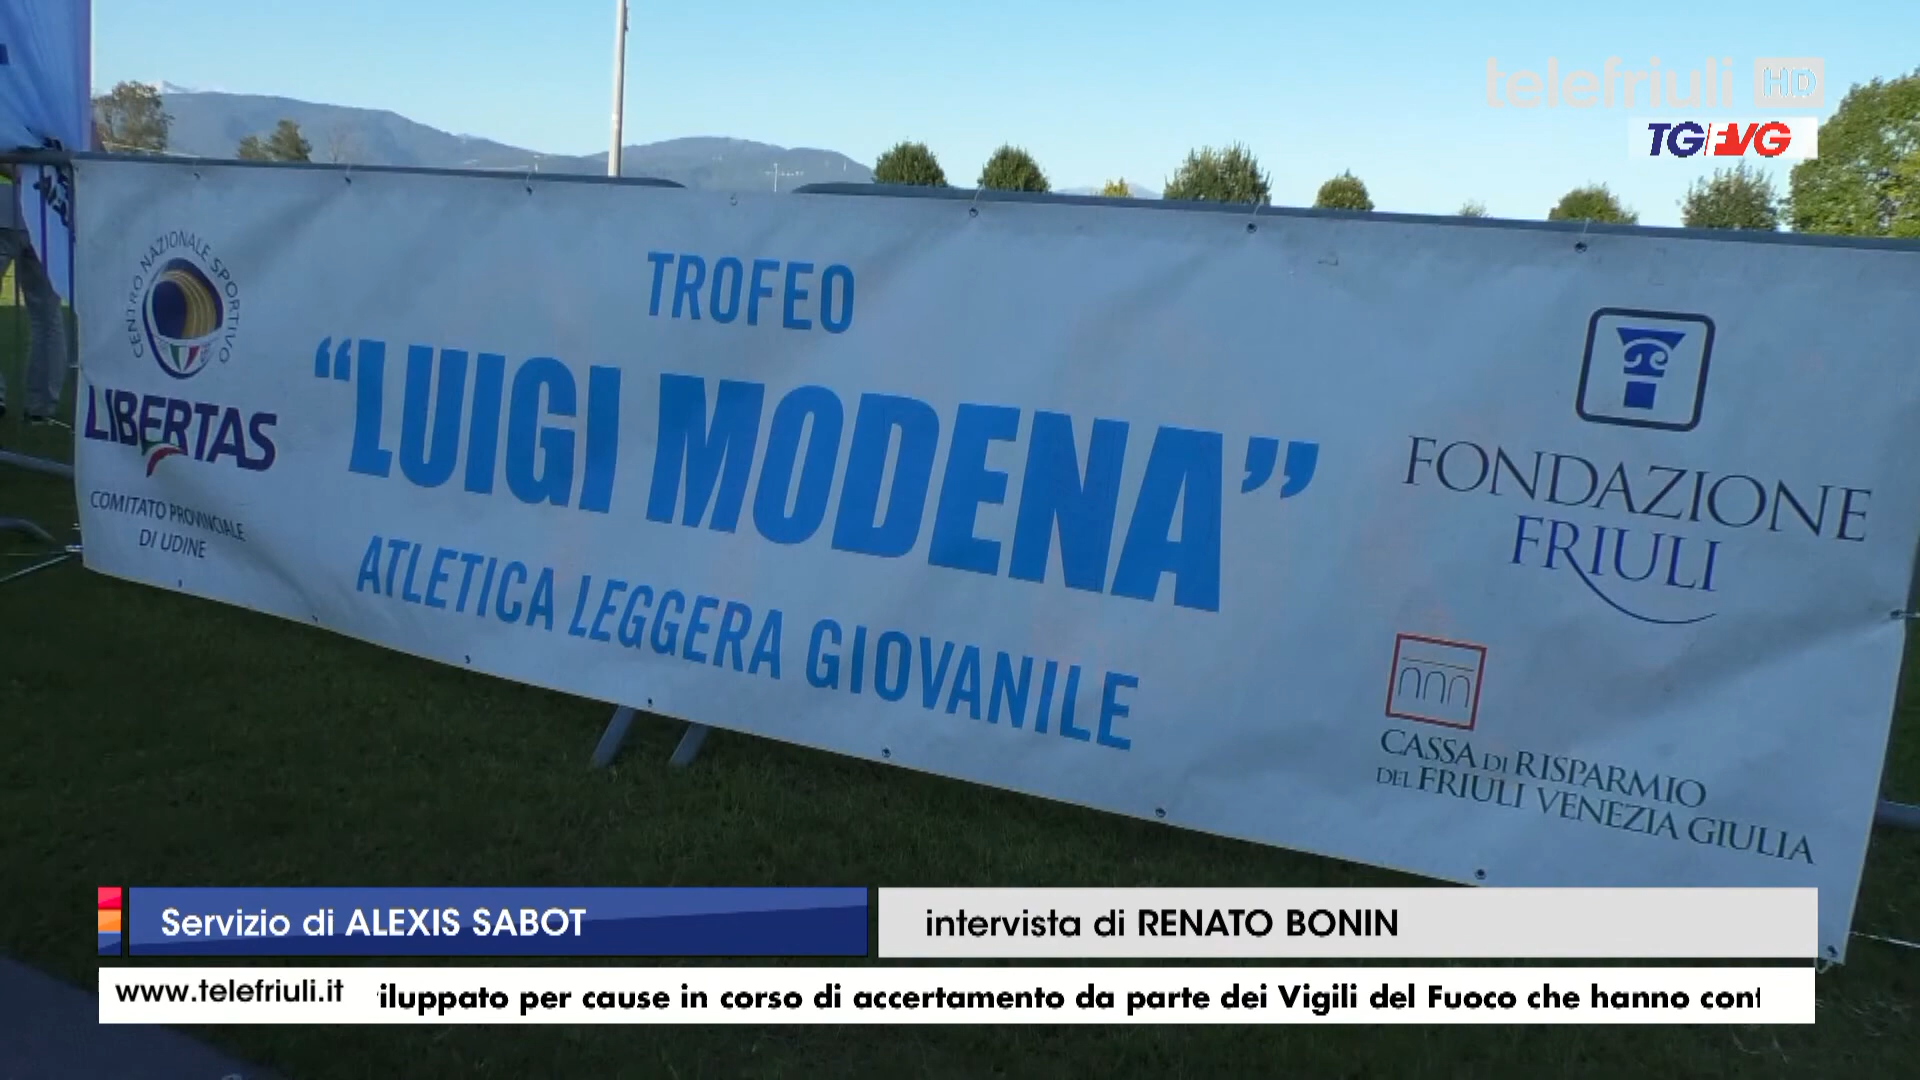 telefriuli HD
TG FVG
CENTRO NAZIONALE SPORTIVO
LIBERTAS
COMITATO PROVINCIALE
DI UDINE
TROFEO
"LUIGI MODENA"
ATLETICA LEGGERA GIOVANILE
FONDAZIONE
FRIULI
CASSA DI RISPARMIO
DEL FRIULI VENEZIA GIULIA
Servizio di ALEXIS SABOT
intervista di RENATO BONIN
www.telefriuli.it
iluppato per cause in corso di accertamento da parte dei Vigili del Fuoco che hanno cont